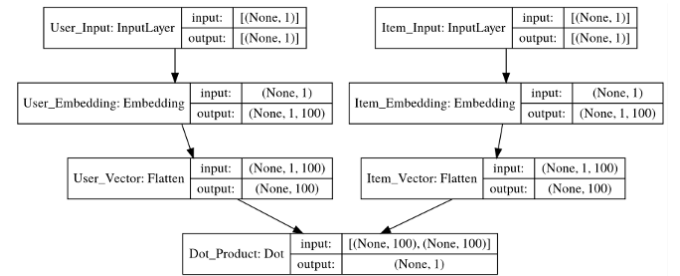 User_Input: InputLayer input: [(None, 1)]
output: [(None, 1)]
Item_Input: InputLayer input: [(None, 1)]
output: [(None, 1)]
User_Embedding: Embedding input: (None, 1)
output: (None, 1, 100)
Item_Embedding: Embedding input: (None, 1)
output: (None, 1, 100)
User_Vector: Flatten input: (None, 1, 100)
output: (None, 100)
Item_Vector: Flatten input: (None, 1, 100)
output: (None, 100)
Dot_Product: Dot input: [(None, 100), (None, 100)]
output: (None, 1)